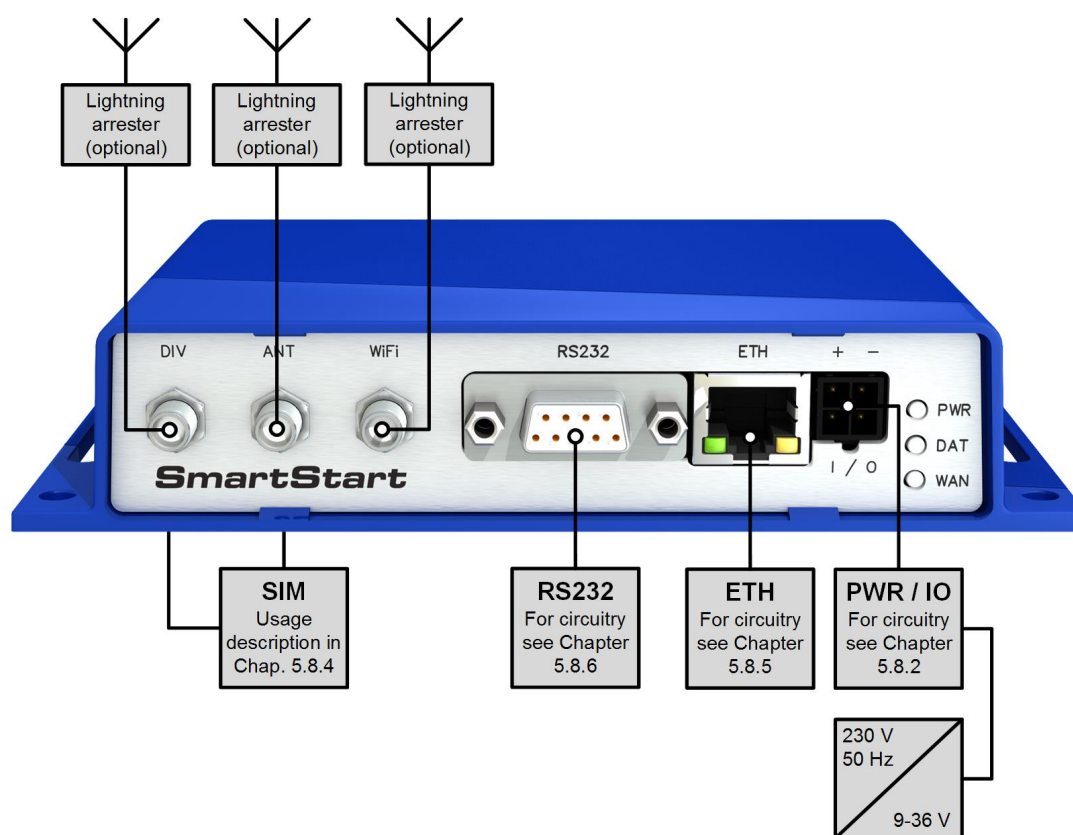 Lightning
arrester
(optional)
Lightning
arrester
(optional)
Lightning
arrester
(optional)
DIV
ANT
WiFi
RS232
ETH
+ −
PWR
DAT
I / O
WAN
SmartStart
SIM
Usage
description in
Chap. 5.8.4
RS232
For circuitry
see Chapter
5.8.6
ETH
For circuitry
see Chapter
5.8.5
PWR / IO
For circuitry
see Chapter
5.8.2
230 V
50 Hz
9-36 V